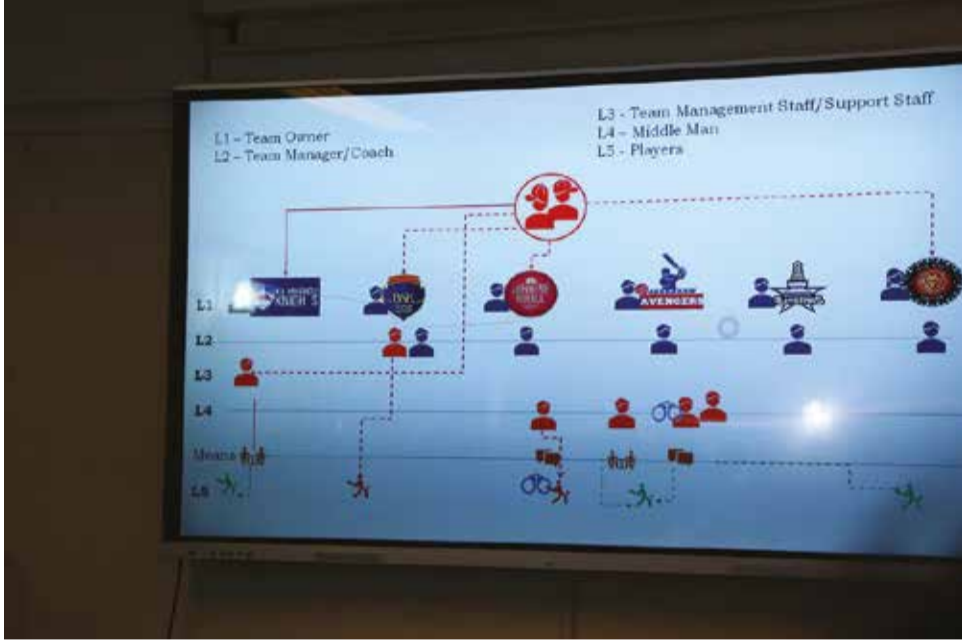 L1 – Team Owner
L2 – Team Manager/Coach
L3 - Team Management Staff/Support Staff
L4 – Middle Man
L5 - Players
L1
AVENGERS
L2
L3
L4
Means
L5